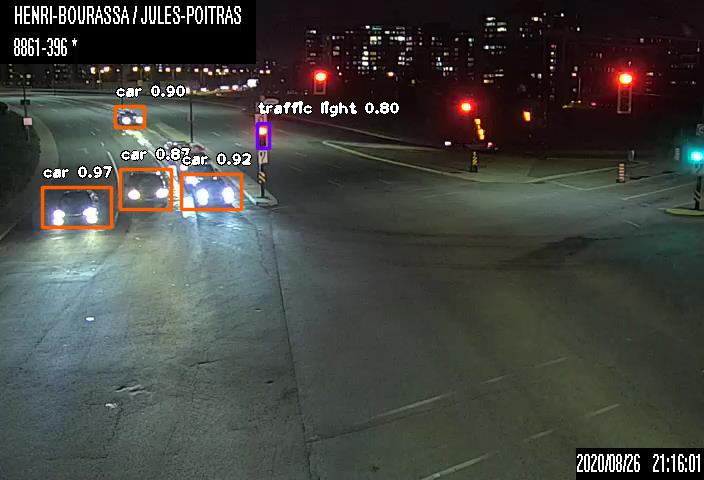 HENRI-BOURASSA / JULES-POITRAS
8861-396 *
car 0.90
traffic light 0.80
car 0.87
car 0.92
car 0.97
2020/08/26 21:16:01